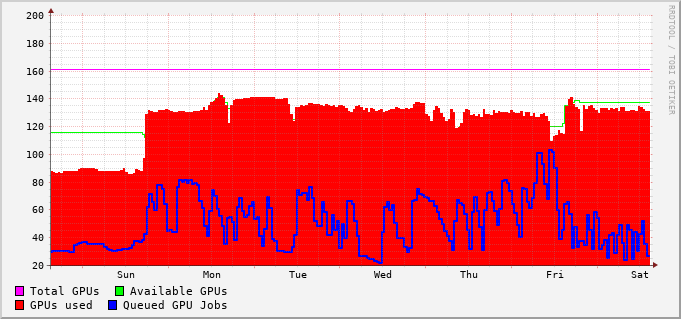 200
180
160
140
120
100
80
60
40
20
Sun Mon Tue Wed Thu Fri Sat
Total GPUs Available GPUs
GPUs used Queued GPU Jobs
RRDTOOL / TOBI OETIKER